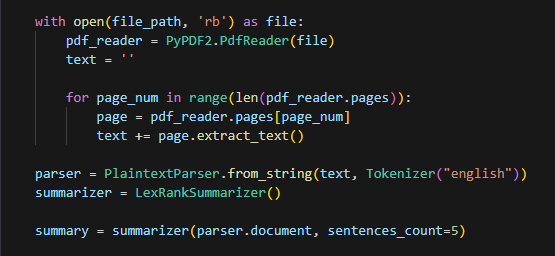 with open(file_path, 'rb') as file:
    pdf_reader = PyPDF2.PdfReader(file)
    text = ''

    for page_num in range(len(pdf_reader.pages)):
        page = pdf_reader.pages[page_num]
        text += page.extract_text()

parser = PlaintextParser.from_string(text, Tokenizer("english"))
summarizer = LexRankSummarizer()

summary = summarizer(parser.document, sentences_count=5)